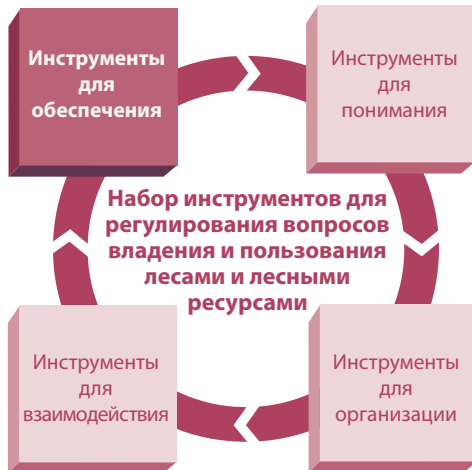 Инструменты
для
обеспечения
Инструменты
для
понимания
Набор инструментов для
регулирования вопросов
владения и пользования
лесами и лесными
ресурсами
Инструменты
для
взаимодействия
Инструменты
для
организации